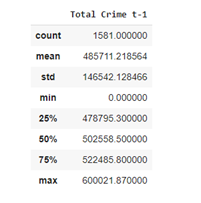 Total Crime t-1
count 1581.000000
mean 485711.218564
std 146542.128466
min 0.000000
25% 478795.300000
50% 502558.500000
75% 522485.800000
max 600021.870000